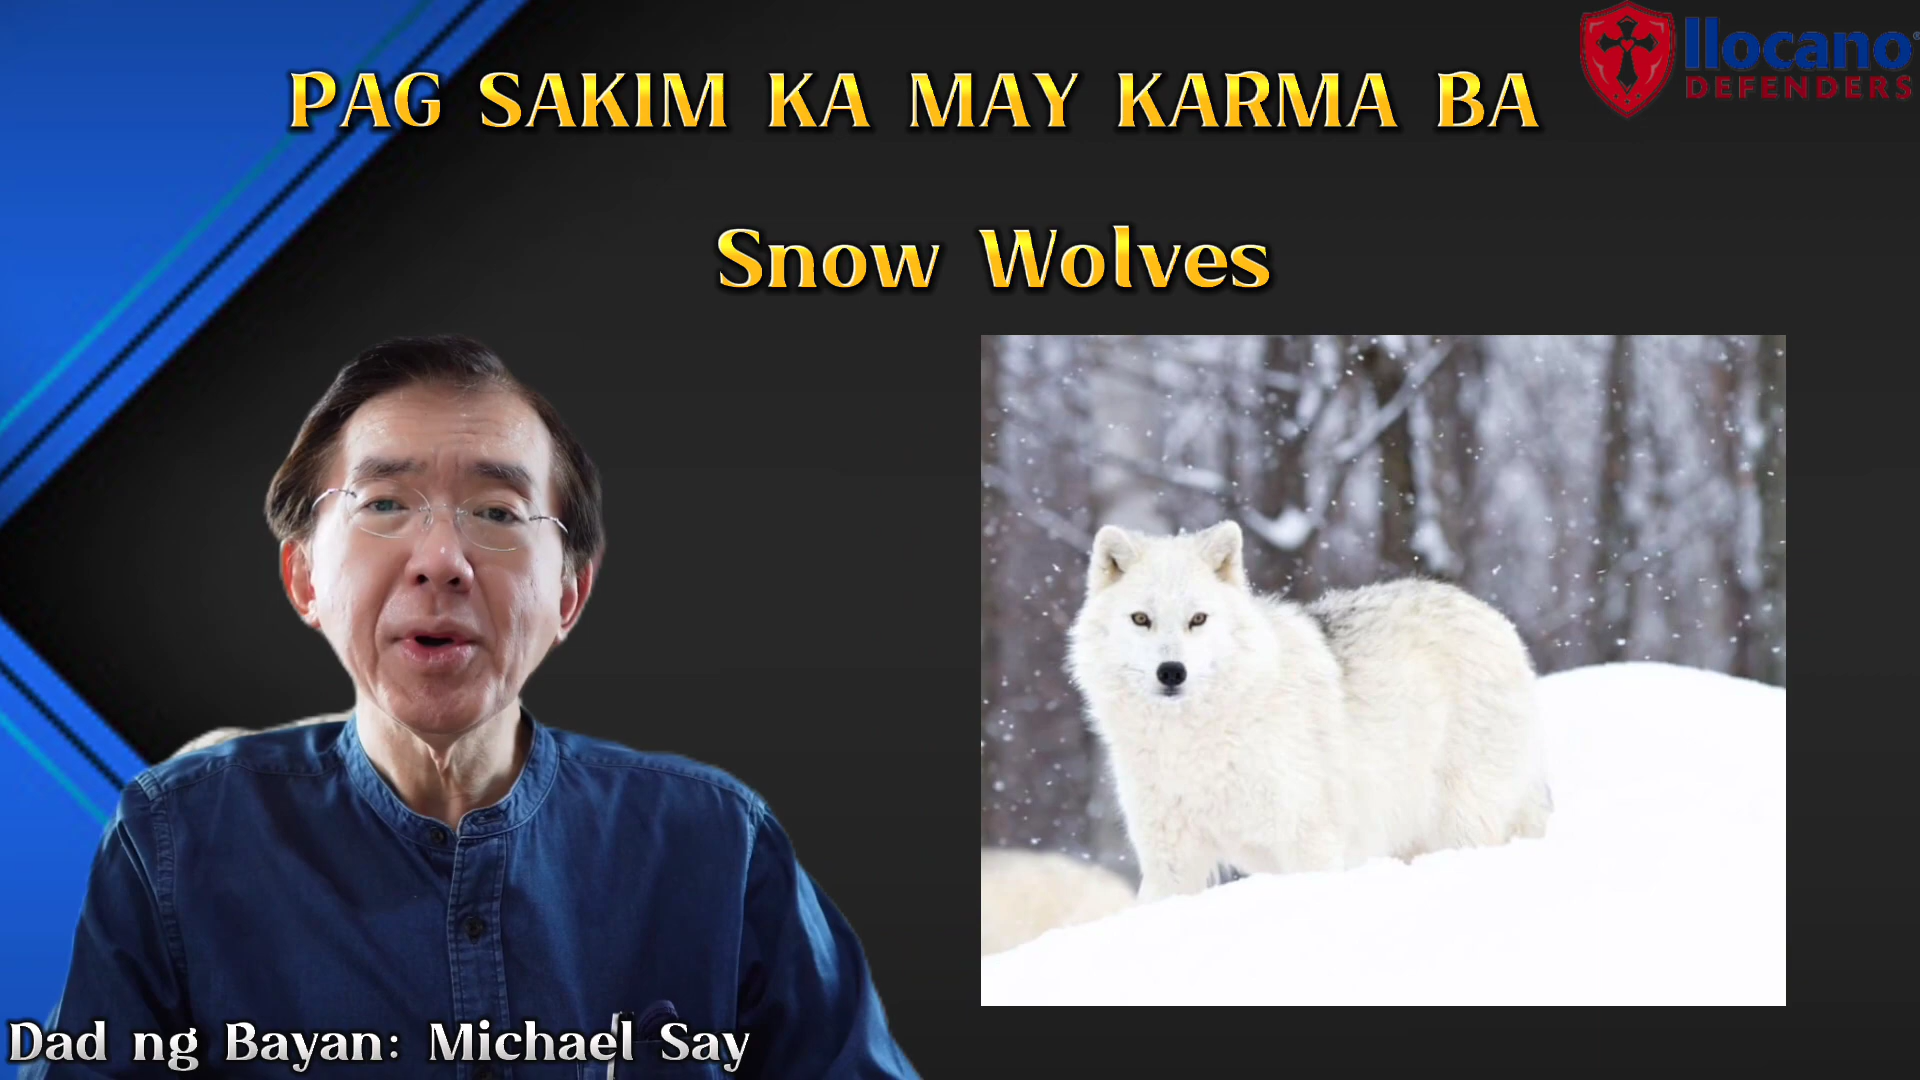 Ilocano
DEFENDERS
PAG SAKIM KA MAY KARMA BA
Snow Wolves
Dad ng Bayan: Michael Say